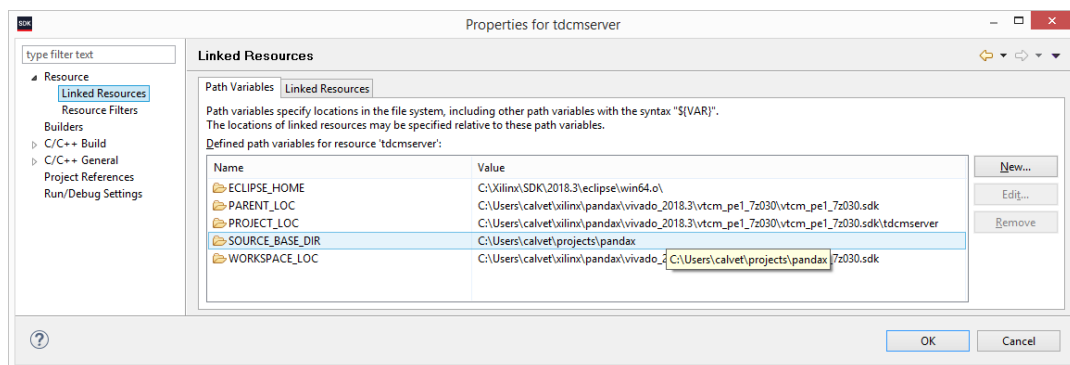 SDK
Properties for tdcmserver
type filter text
Resource
Linked Resources
Resource Filters
Builders
C/C++ Build
C/C++ General
Project References
Run/Debug Settings
Linked Resources
Path Variables Linked Resources
Path variables specify locations in the file system, including other path variables with the syntax "${VAR}".
The locations of linked resources may be specified relative to these path variables.
Defined path variables for resource 'tdcmserver':
Name Value
ECLIPSE_HOME C:\Xilinx\SDK\2018.3\eclipse\win64.o\
PARENT_LOC C:\Users\calvet\xilinx\pandax\vivado_2018.3\vtcm_pe1_7z030\vtcm_pe1_7z030.sdk
PROJECT_LOC C:\Users\calvet\xilinx\pandax\vivado_2018.3\vtcm_pe1_7z030\vtcm_pe1_7z030.sdk\tdcmserver
SOURCE_BASE_DIR C:\Users\calvet\projects\pandax
WORKSPACE_LOC C:\Users\calvet\xilinx\pandax\vivado_2 C:\Users\calvet\projects\pandax 7z030.sdk
New...
Edit...
Remove
OK Cancel